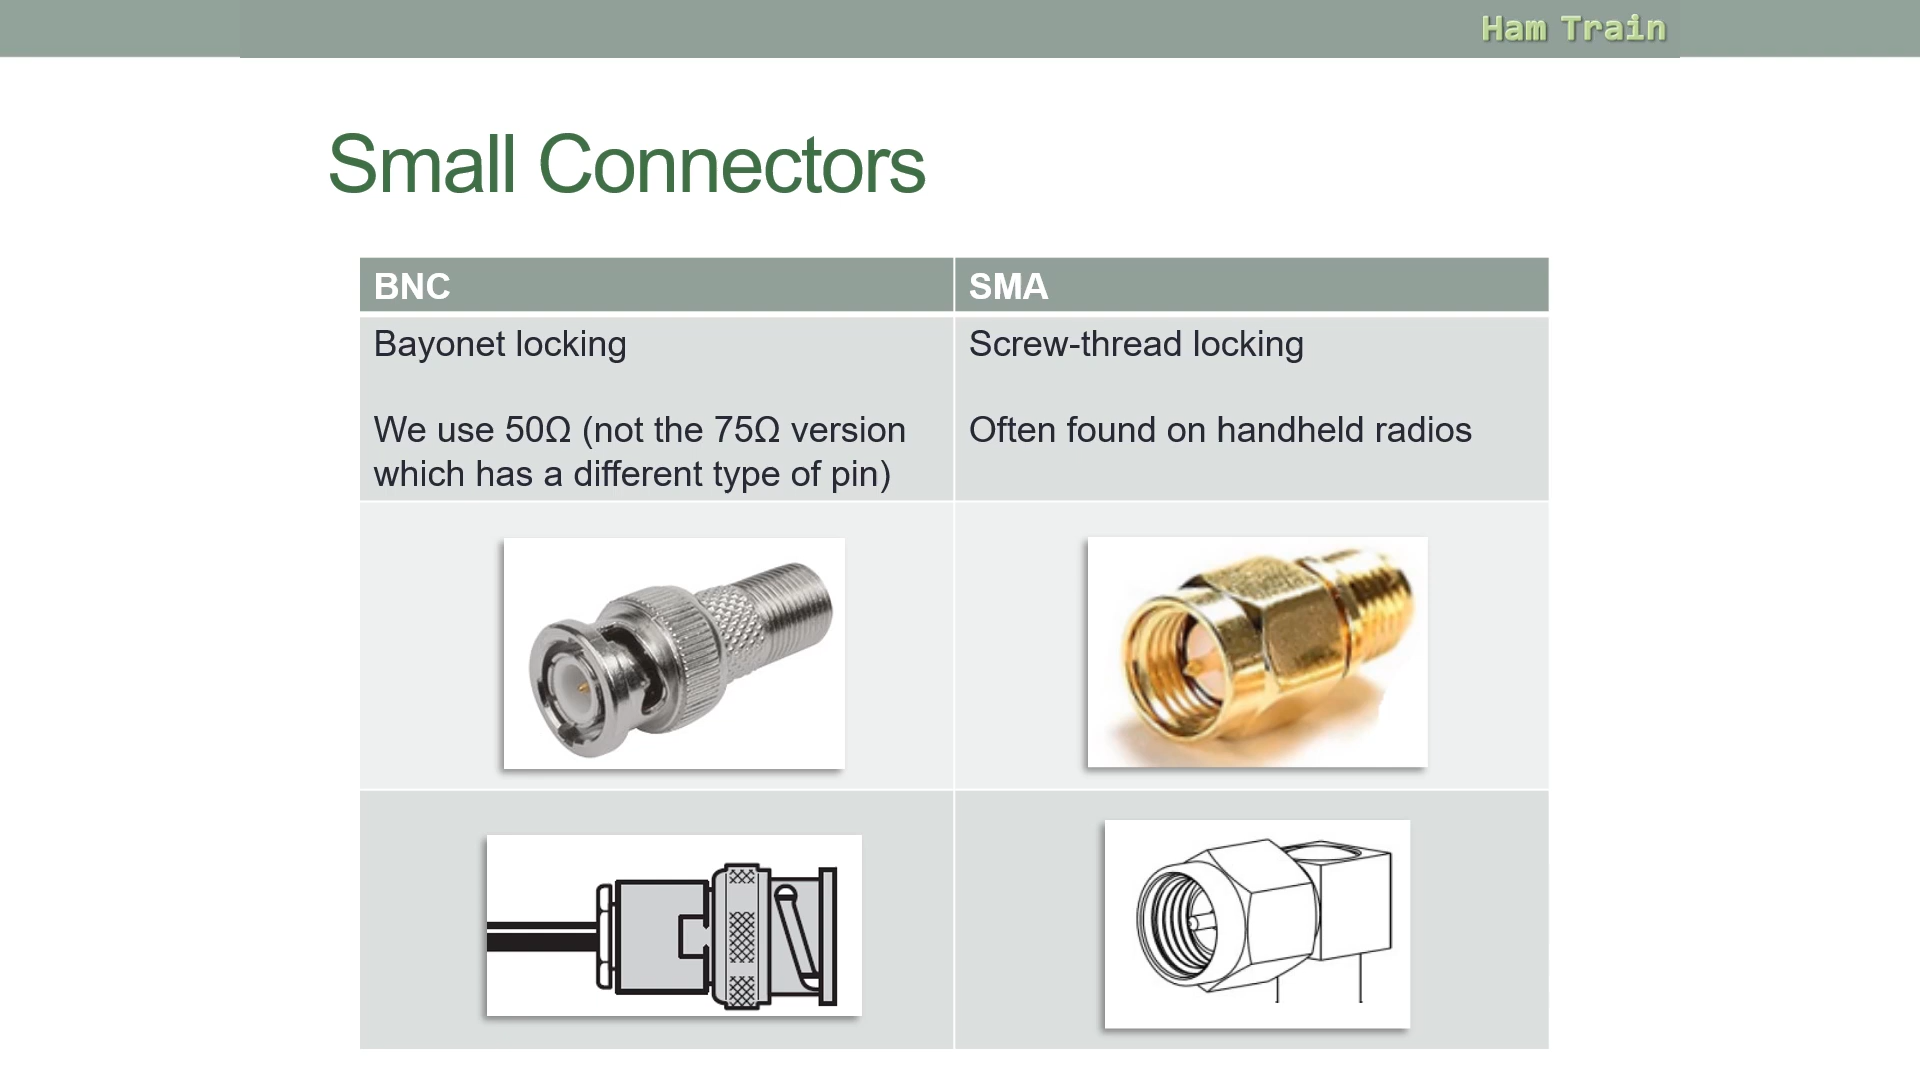 Ham Train
Small Connectors
BNC
SMA
Bayonet locking
We use 50Ω (not the 75Ω version
which has a different type of pin)
Screw-thread locking
Often found on handheld radios